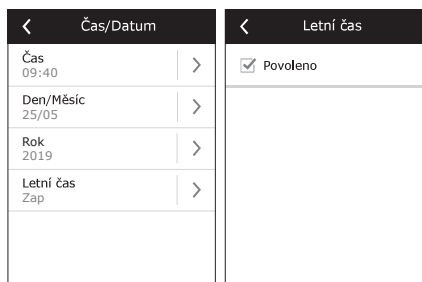 Čas/Datum
Čas
09:40
Den/Měsíc
25/05
Rok
2019
Letní čas
Zap
Letní čas
Povoleno